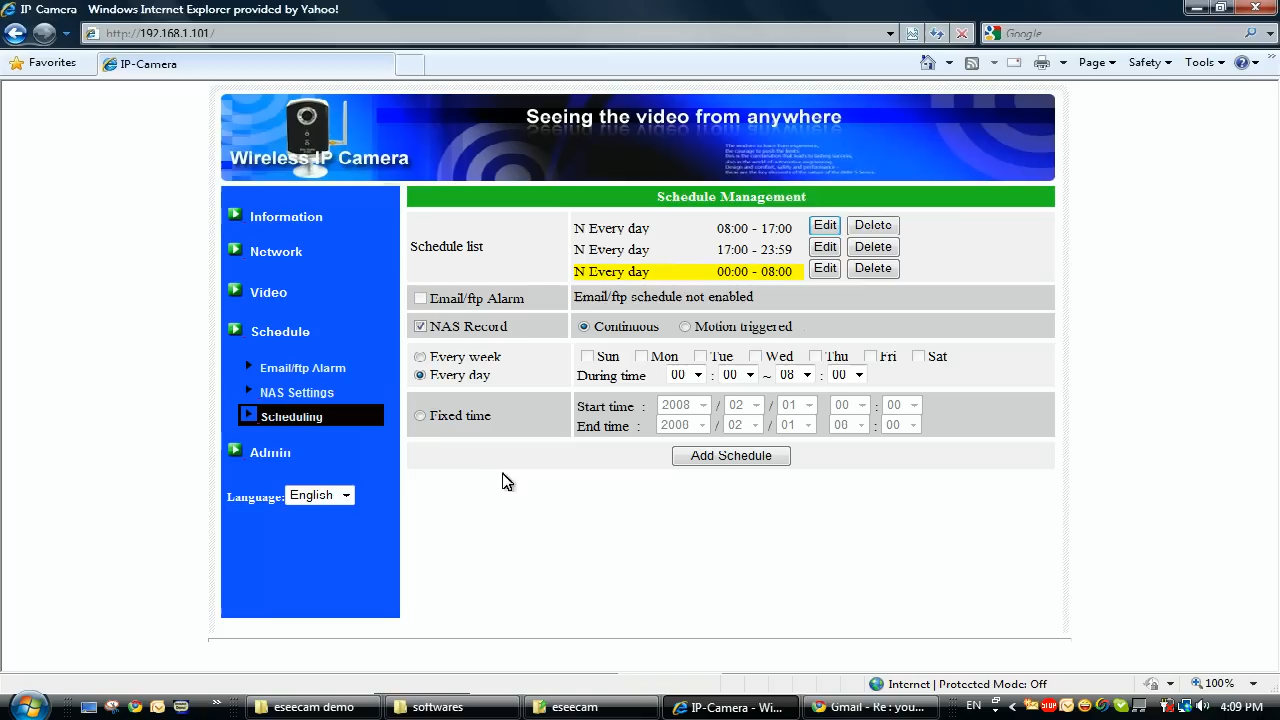 IP Camera Windows Internet Explorer provided by Yahoo!
http://192.168.1.101/
Google
Favorites
IP-Camera
Page
Safety
Tools
Seeing the video from anywhere
Wireless IP Camera
Schedule Management
Information
Network
Video
Schedule
Email/ftp Alarm
NAS Settings
Scheduling
Admin
Language: English
Schedule list
N Every day 08:00 - 17:00 Edit Delete
N Every day 17:00 - 23:59 Edit Delete
N Every day 00:00 - 08:00 Edit Delete
Email/ftp Alarm Email/ftp schedule not enabled
NAS Record Continuous Motion triggered
Every week Sun Mon Tue Wed Thu Fri Sat
Every day During time 00 : 00 ~ 08 : 00
Fixed time
Start time : 2008 / 02 / 01 00 : 00
End time : 2008 / 02 / 01 08 : 00
Add Schedule
Internet | Protected Mode: Off
100%
eseecam demo
softwares
eseecam
IP-Camera - Wi...
Gmail - Re : you...
EN
4:09 PM